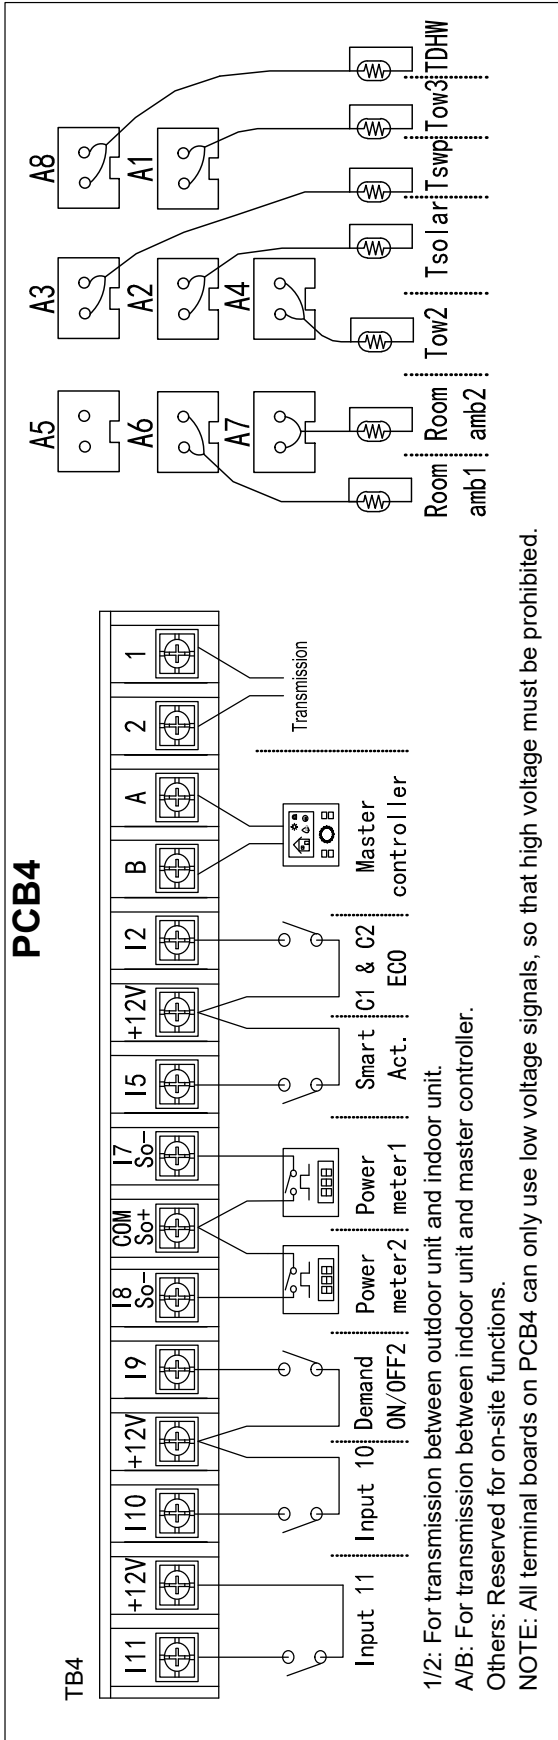 PCB4
TB4
I11
+12V
I10
+12V
I9
I8
So-
COM
So+
I7
So-
I5
+12V
I2
B
A
2
1
Input 11
Input 10
Demand
ON/OFF2
Power
meter2
Power
meter1
Smart
Act.
C1 & C2
ECO
Master
controller
Transmission
A5
A6
A7
A3
A2
A4
A8
A1
Room
amb1
Room
amb2
Tow2
Tsolar
Tswp
Tow3
TDHW
1/2: For transmission between outdoor unit and indoor unit.
A/B: For transmission between indoor unit and master controller.
Others: Reserved for on-site functions.
NOTE: All terminal boards on PCB4 can only use low voltage signals, so that high voltage must be prohibited.